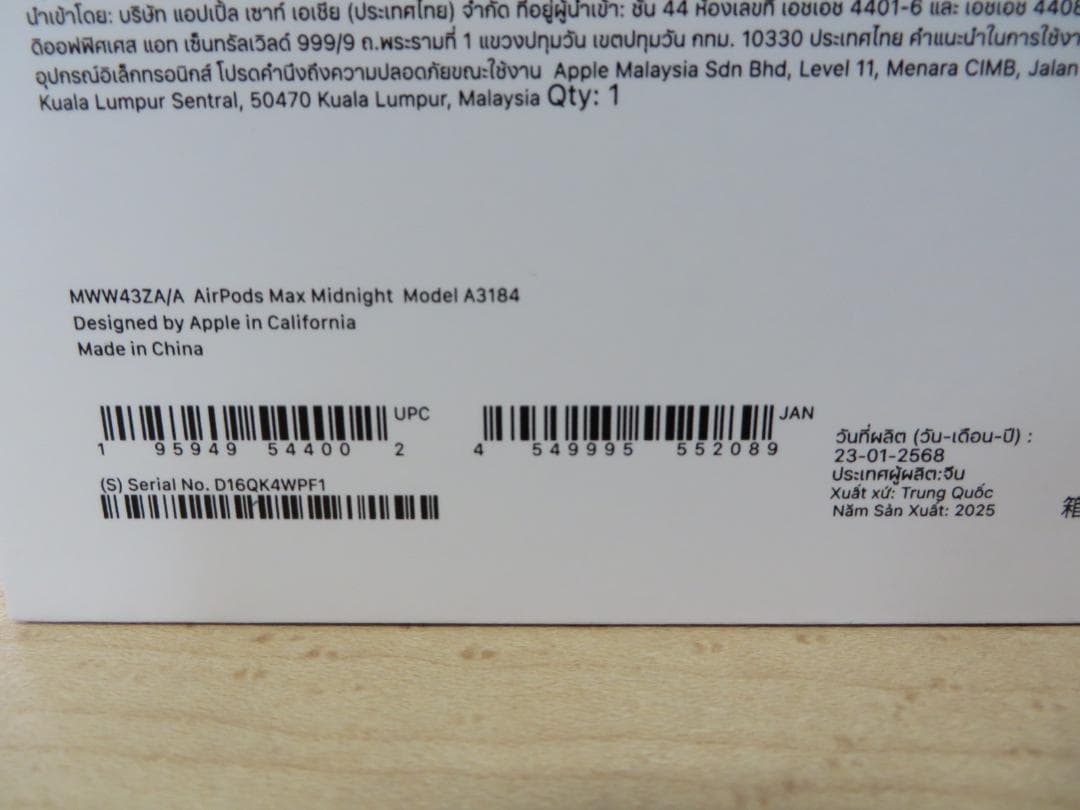 นำเข้าโดย: บริษัท แอปเปิ้ล เซาท์ เอเชีย (ประเทศไทย) จำกัด ที่อยู่ผู้นำเข้า: ชั้น 44 ห้องเลขที่ เอชเอช 4401-6 และ เอชเอช 4408
ดิออฟฟิศเศส แอท เซ็นทรัลเวิลด์ 999/9 ถ.พระรามที่ 1 แขวงปทุมวัน เขตปทุมวัน กทม. 10330 ประเทศไทย คำแนะนำในการใช้งา
อุปกรณ์อิเล็กทรอนิกส์ โปรดคำนึงถึงความปลอดภัยขณะใช้งาน Apple Malaysia Sdn Bhd, Level 11, Menara CIMB, Jalan
Kuala Lumpur Sentral, 50470 Kuala Lumpur, Malaysia Qty: 1
MWW43ZA/A AirPods Max Midnight Model A3184
Designed by Apple in California
Made in China
UPC
1 95949 54400 2
JAN
4 549995 552089
(S) Serial No. D16QK4WPF1
วันที่ผลิต (วัน-เดือน-ปี) :
23-01-2568
ประเทศผู้ผลิต:จีน
Xuất xứ: Trung Quốc
Năm Sản Xuất: 2025
箱